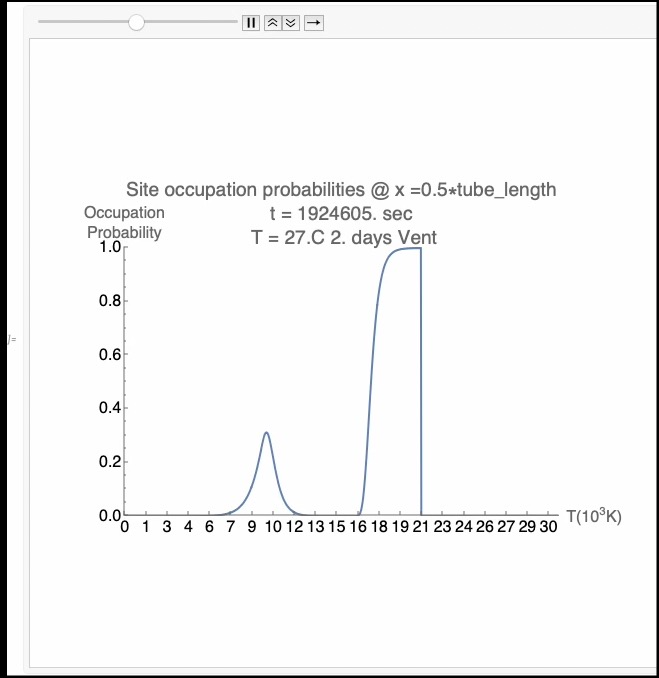 Site occupation probabilities @ x =0.5*tube_length
t = 1924605. sec
T = 27.C 2. days Vent
Occupation
Probability
1.0
0.8
0.6
0.4
0.2
0.0
0 1 3 4 6 7 9 10 12 13 15 16 18 19 21 23 24 26 27 29 30 T(10³K)
]=